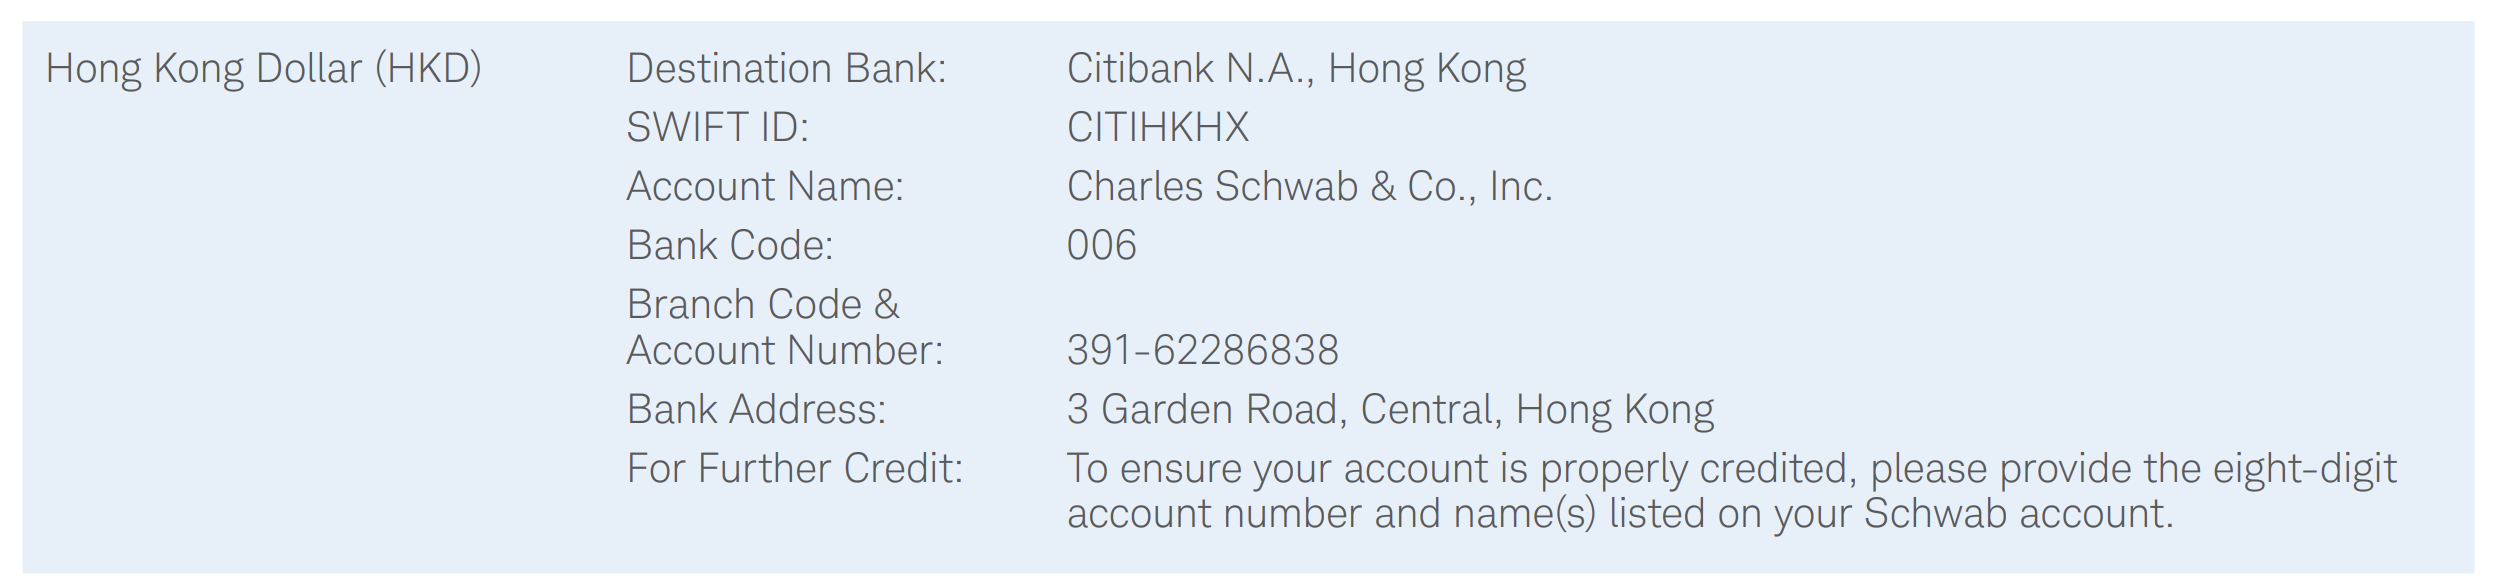 Hong Kong Dollar (HKD)
Destination Bank: Citibank N.A., Hong Kong
SWIFT ID: CITIHKHX
Account Name: Charles Schwab & Co., Inc.
Bank Code: 006
Branch Code &
Account Number: 391-62286838
Bank Address: 3 Garden Road, Central, Hong Kong
For Further Credit: To ensure your account is properly credited, please provide the eight-digit
account number and name(s) listed on your Schwab account.